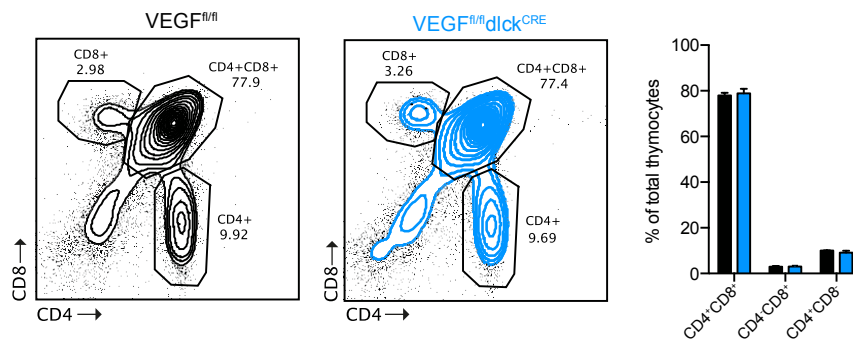 VEGFfl/fl
CD8+
2.98
CD4+CD8+
77.9
CD4+
9.92
CD8→
CD4→
VEGFfl/fldlckCRE
CD8+
3.26
CD4+CD8+
77.4
CD4+
9.69
CD8→
CD4→
% of total thymocytes
100
80
60
40
20
0
CD4+CD8+
CD4-CD8+
CD4+CD8-